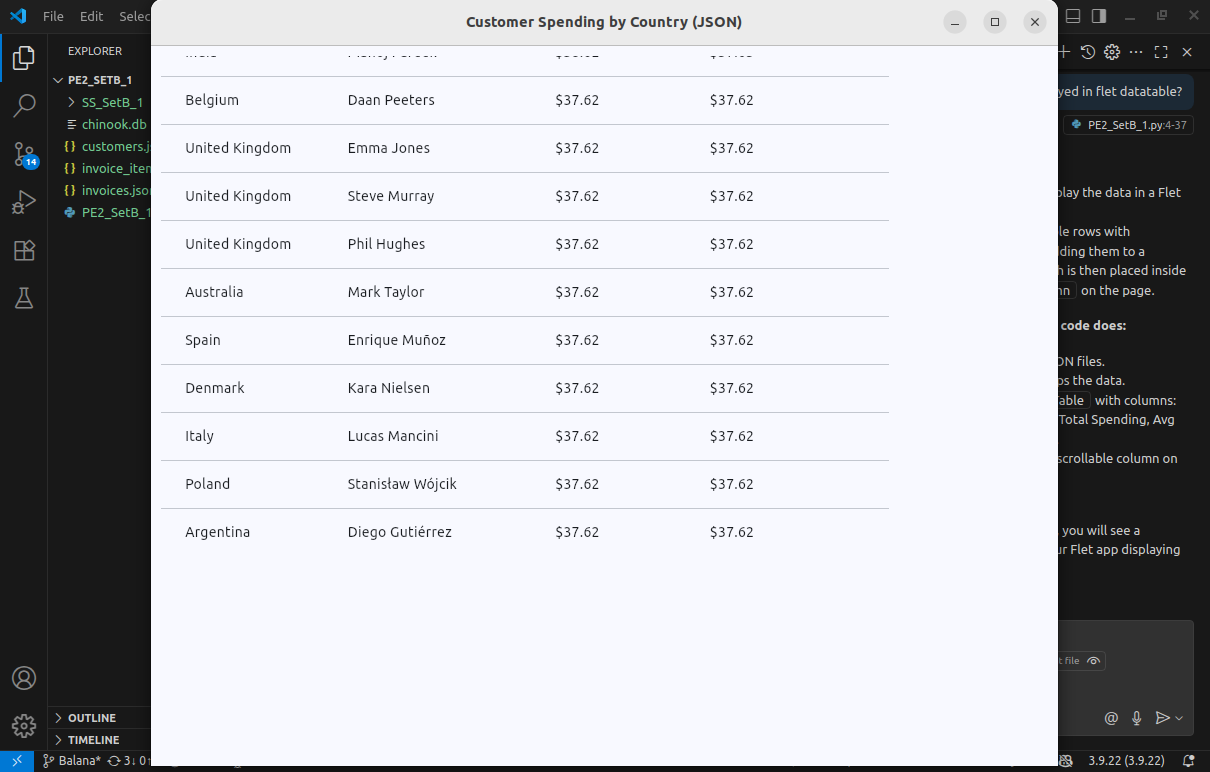 File Edit Selec
Customer Spending by Country (JSON)
EXPLORER
PE2_SETB_1
SS_SetB_1
chinook.db
customers.js
invoice_iten
invoices.json
PE2_SetB_1
14
Belgium Daan Peeters $37.62 $37.62
United Kingdom Emma Jones $37.62 $37.62
United Kingdom Steve Murray $37.62 $37.62
United Kingdom Phil Hughes $37.62 $37.62
Australia Mark Taylor $37.62 $37.62
Spain Enrique Muñoz $37.62 $37.62
Denmark Kara Nielsen $37.62 $37.62
Italy Lucas Mancini $37.62 $37.62
Poland Stanisław Wójcik $37.62 $37.62
Argentina Diego Gutiérrez $37.62 $37.62
yed in flet datatable?
PE2_SetB_1.py:4-37
play the data in a Flet
le rows with
ding them to a
h is then placed inside
nn on the page.
code does:
ON files.
ps the data.
able with columns:
Total Spending, Avg
scrollable column on
you will see a
ur Flet app displaying
t file
@
OUTLINE
TIMELINE
Balana* 3↓ 0↑
3.9.22 (3.9.22)